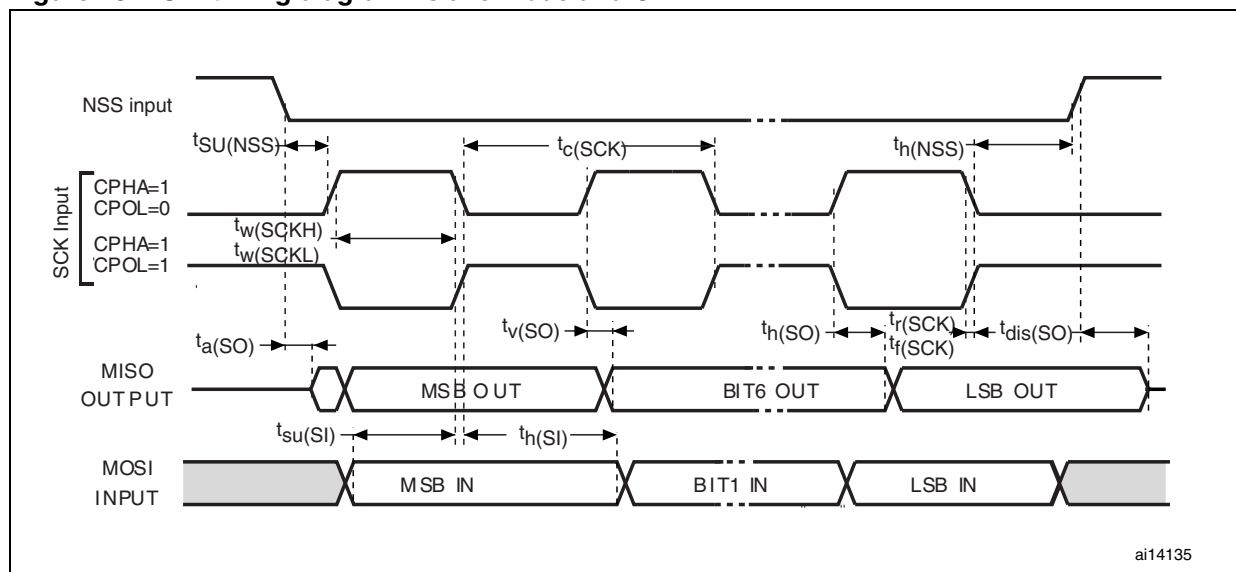 NSS input
tSU(NSS)
tc(SCK)
th(NSS)
SCK Input
CPHA=1
CPOL=0
tw(SCKH)
CPHA=1
tw(SCKL)
CPOL=1
ta(SO)
tv(SO)
th(SO)
tr(SCK)
tf(SCK)
tdis(SO)
MISO
OUTPUT
MSB OUT
BIT6 OUT
LSB OUT
tsu(SI)
th(SI)
MOSI
INPUT
MSB IN
BIT1 IN
LSB IN
ai14135